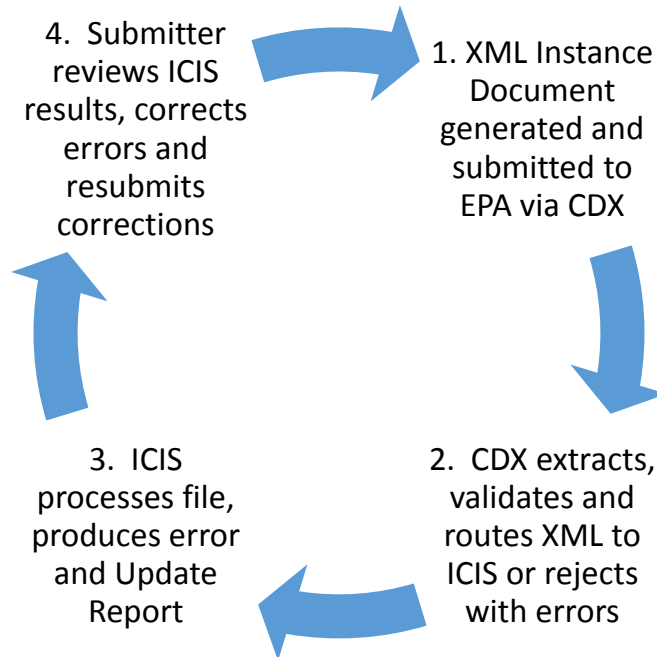 4.  Submitter
reviews ICIS
results, corrects
errors and
resubmits
corrections
1. XML Instance
Document
generated and
submitted to
EPA via CDX
2.  CDX extracts,
validates and
routes XML to
ICIS or rejects
with errors
3.  ICIS
processes file,
produces error
and Update
Report